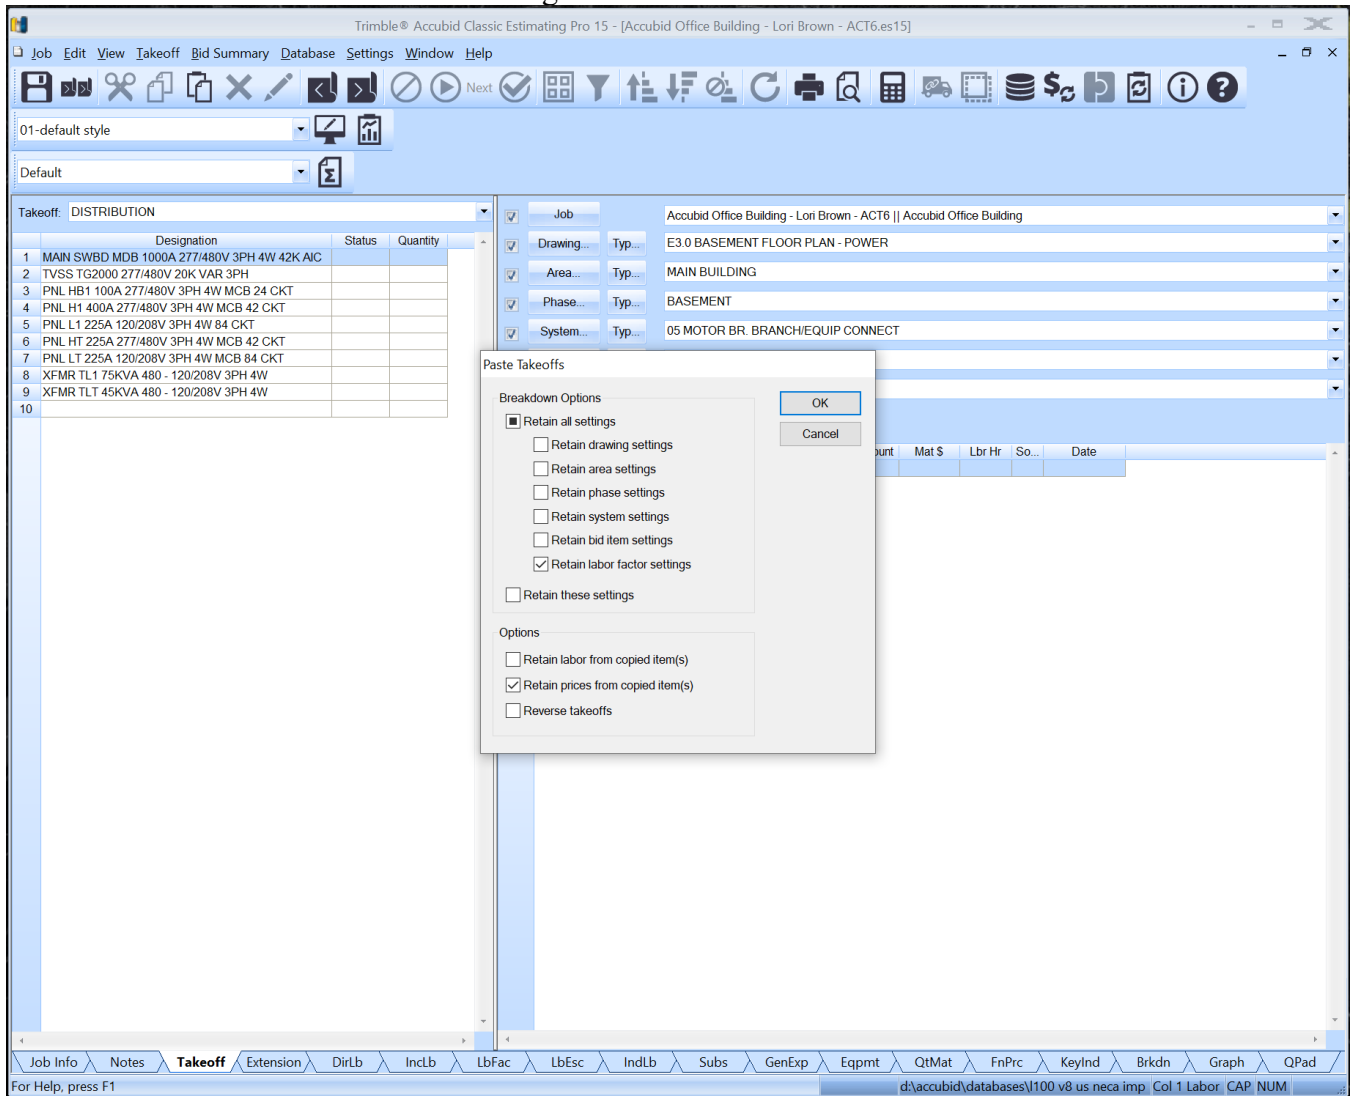 Trimble® Accubid Classic Estimating Pro 15 - [Accubid Office Building - Lori Brown - ACT6.es15]
Job Edit View Takeoff Bid Summary Database Settings Window Help
Next
01-default style
Default
Takeoff: DISTRIBUTION
Designation Status Quantity
1 MAIN SWBD MDB 1000A 277/480V 3PH 4W 42K AIC
2 TVSS TG2000 277/480V 20K VAR 3PH
3 PNL HB1 100A 277/480V 3PH 4W MCB 24 CKT
4 PNL H1 400A 277/480V 3PH 4W MCB 42 CKT
5 PNL L1 225A 120/208V 3PH 4W 84 CKT
6 PNL HT 225A 277/480V 3PH 4W MCB 42 CKT
7 PNL LT 225A 120/208V 3PH 4W MCB 84 CKT
8 XFMR TL1 75KVA 480 - 120/208V 3PH 4W
9 XFMR TLT 45KVA 480 - 120/208V 3PH 4W
10
Job Accubid Office Building - Lori Brown - ACT6 || Accubid Office Building
Drawing... Typ... E3.0 BASEMENT FLOOR PLAN - POWER
Area... Typ... MAIN BUILDING
Phase... Typ... BASEMENT
System... Typ... 05 MOTOR BR. BRANCH/EQUIP CONNECT
Paste Takeoffs
Breakdown Options
Retain all settings
Retain drawing settings
Retain area settings
Retain phase settings
Retain system settings
Retain bid item settings
Retain labor factor settings
Retain these settings
OK
Cancel
Options
Retain labor from copied item(s)
Retain prices from copied item(s)
Reverse takeoffs
Mat $ Lbr Hr So... Date
Job Info Notes Takeoff Extension DirLb IncLb LbFac LbEsc IndLb Subs GenExp Eqpmt QtMat FnPrc KeyInd Brkdn Graph QPad
For Help, press F1 d:\accubid\databases\l100 v8 us neca imp Col 1 Labor CAP NUM